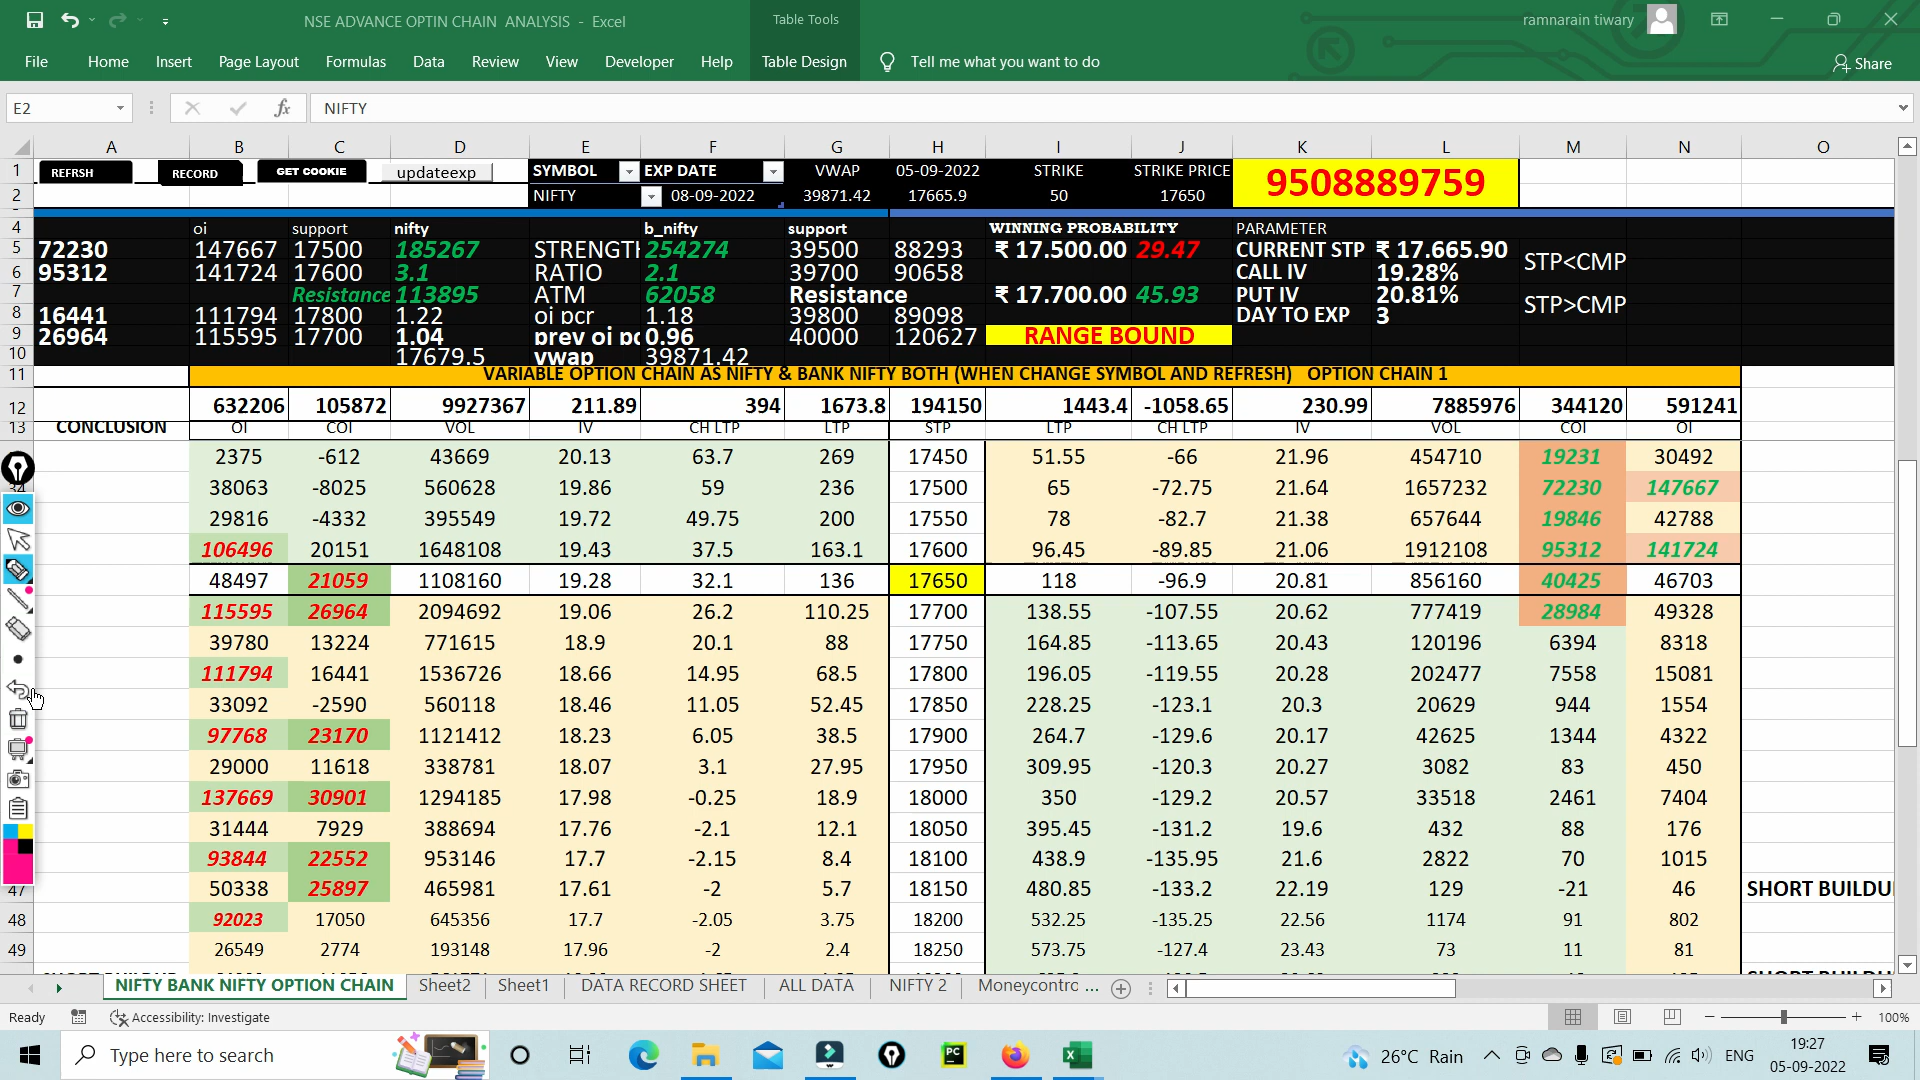 NSE ADVANCE OPTIN CHAIN ANALYSIS - Excel
Table Tools
ramnarain tiwary
File Home Insert Page Layout Formulas Data Review View Developer Help Table Design Tell me what you want to do Share
E2 fx NIFTY
A B C D E F G H I J K L M N O
1 REFRSH RECORD GET COOKIE updateexp SYMBOL EXP DATE VWAP 05-09-2022 STRIKE STRIKE PRICE 9508889759
2 NIFTY 08-09-2022 39871.42 17665.9 50 17650
4 oi support nifty b_nifty support WINNING PROBABILITY PARAMETER
5 72230 147667 17500 185267 STRENGTH 254274 39500 88293 ₹ 17.500.00 29.47 CURRENT STP ₹ 17.665.90 STP<CMP
6 95312 141724 17600 3.1 RATIO 2.1 39700 90658 CALL IV 19.28%
7 Resistance 113895 ATM 62058 Resistance ₹ 17.700.00 45.93 PUT IV 20.81% STP>CMP
8 16441 111794 17800 1.22 oi pcr 1.18 39800 89098 DAY TO EXP 3
9 26964 115595 17700 1.04 prev oi pc 0.96 40000 120627 RANGE BOUND
10 17679.5 vwap 39871.42
11 VARIABLE OPTION CHAIN AS NIFTY & BANK NIFTY BOTH (WHEN CHANGE SYMBOL AND REFRESH) OPTION CHAIN 1
12 632206 105872 9927367 211.89 394 1673.8 194150 1443.4 -1058.65 230.99 7885976 344120 591241
13 CONCLUSION OI COI VOL IV CH LTP LTP STP LTP CH LTP IV VOL COI OI
2375 -612 43669 20.13 63.7 269 17450 51.55 -66 21.96 454710 19231 30492
38063 -8025 560628 19.86 59 236 17500 65 -72.75 21.64 1657232 72230 147667
29816 -4332 395549 19.72 49.75 200 17550 78 -82.7 21.38 657644 19846 42788
106496 20151 1648108 19.43 37.5 163.1 17600 96.45 -89.85 21.06 1912108 95312 141724
48497 21059 1108160 19.28 32.1 136 17650 118 -96.9 20.81 856160 40425 46703
115595 26964 2094692 19.06 26.2 110.25 17700 138.55 -107.55 20.62 777419 28984 49328
39780 13224 771615 18.9 20.1 88 17750 164.85 -113.65 20.43 120196 6394 8318
111794 16441 1536726 18.66 14.95 68.5 17800 196.05 -119.55 20.28 202477 7558 15081
33092 -2590 560118 18.46 11.05 52.45 17850 228.25 -123.1 20.3 20629 944 1554
97768 23170 1121412 18.23 6.05 38.5 17900 264.7 -129.6 20.17 42625 1344 4322
29000 11618 338781 18.07 3.1 27.95 17950 309.95 -120.3 20.27 3082 83 450
137669 30901 1294185 17.98 -0.25 18.9 18000 350 -129.2 20.57 33518 2461 7404
31444 7929 388694 17.76 -2.1 12.1 18050 395.45 -131.2 19.6 432 88 176
93844 22552 953146 17.7 -2.15 8.4 18100 438.9 -135.95 21.6 2822 70 1015
47 50338 25897 465981 17.61 -2 5.7 18150 480.85 -133.2 22.19 129 -21 46 SHORT BUILDU
48 92023 17050 645356 17.7 -2.05 3.75 18200 532.25 -135.25 22.56 1174 91 802
49 26549 2774 193148 17.96 -2 2.4 18250 573.75 -127.4 23.43 73 11 81
NIFTY BANK NIFTY OPTION CHAIN Sheet2 Sheet1 DATA RECORD SHEET ALL DATA NIFTY 2 Moneycontro ...
Ready Accessibility: Investigate 100%
Type here to search
PC
26°C Rain ENG 19:27
05-09-2022